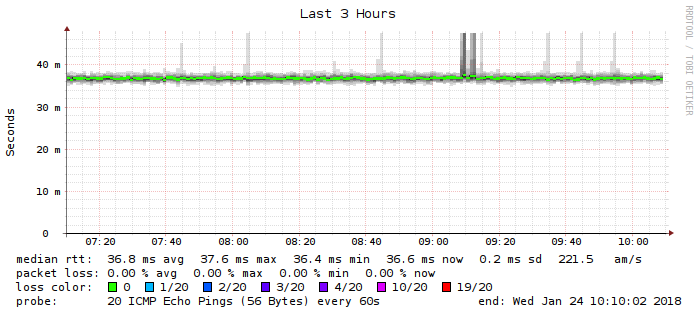 Last 3 Hours
RRDTOOL / TOBI OETIKER
Seconds
40 m
30 m
20 m
10 m
0
07:20 07:40 08:00 08:20 08:40 09:00 09:20 09:40 10:00
median rtt: 36.8 ms avg 37.6 ms max 36.4 ms min 36.6 ms now 0.2 ms sd 221.5 am/s
packet loss: 0.00 % avg 0.00 % max 0.00 % min 0.00 % now
loss color: 0 1/20 2/20 3/20 4/20 10/20 19/20
probe: 20 ICMP Echo Pings (56 Bytes) every 60s end: Wed Jan 24 10:10:02 2018